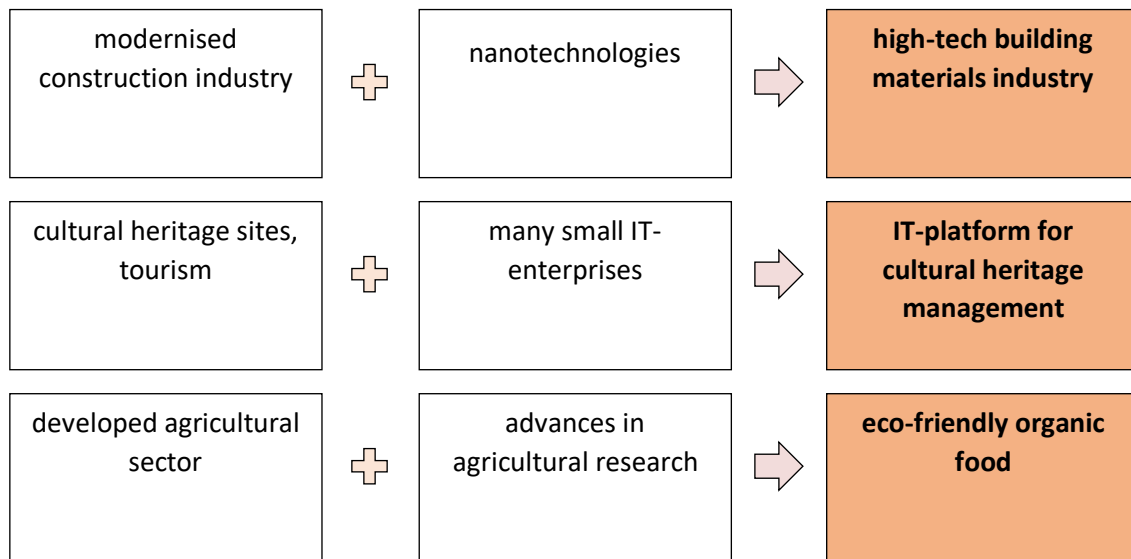 modernised
construction industry
nanotechnologies
high-tech building
materials industry
cultural heritage sites,
tourism
many small IT-
enterprises
IT-platform for
cultural heritage
management
developed agricultural
sector
advances in
agricultural research
eco-friendly organic
food